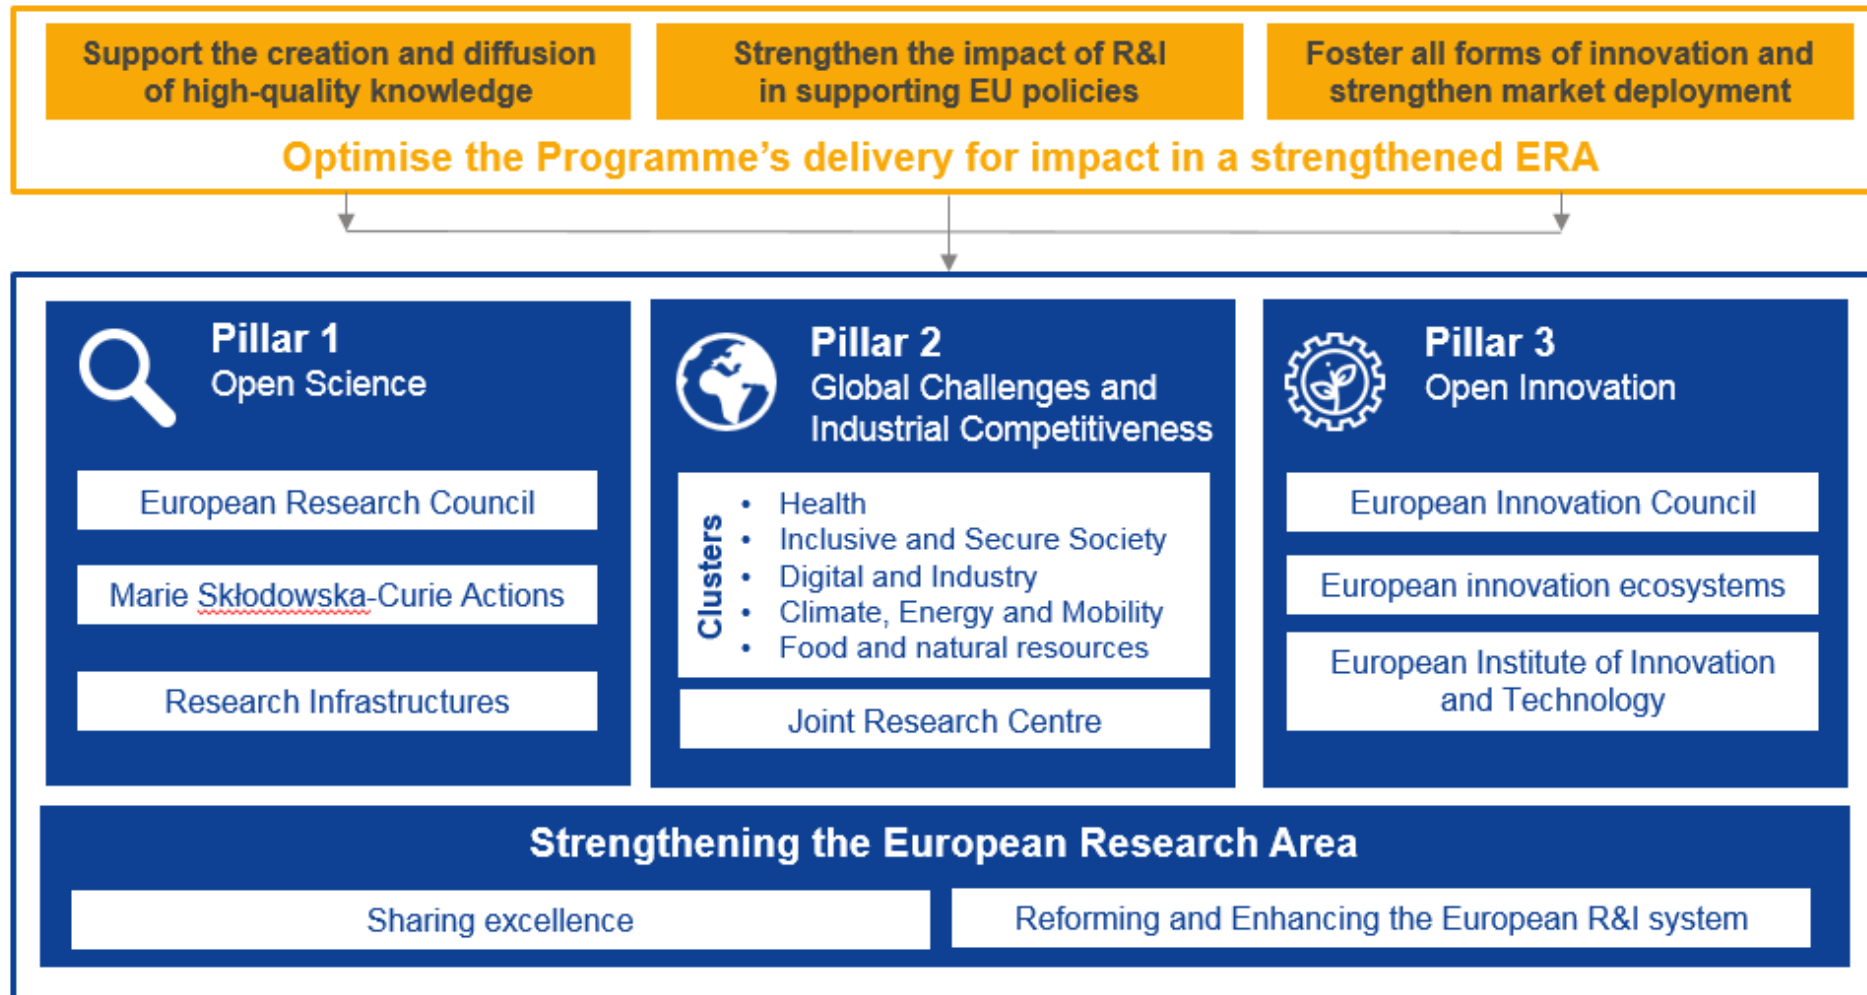 Support the creation and diffusion
of high-quality knowledge
Strengthen the impact of R&I
in supporting EU policies
Foster all forms of innovation and
strengthen market deployment
Optimise the Programme’s delivery for impact in a strengthened ERA
Pillar 1
Open Science
European Research Council
Marie Skłodowska-Curie Actions
Research Infrastructures
Pillar 2
Global Challenges and
Industrial Competitiveness
Clusters
• Health
• Inclusive and Secure Society
• Digital and Industry
• Climate, Energy and Mobility
• Food and natural resources
Joint Research Centre
Pillar 3
Open Innovation
European Innovation Council
European innovation ecosystems
European Institute of Innovation
and Technology
Strengthening the European Research Area
Sharing excellence
Reforming and Enhancing the European R&I system